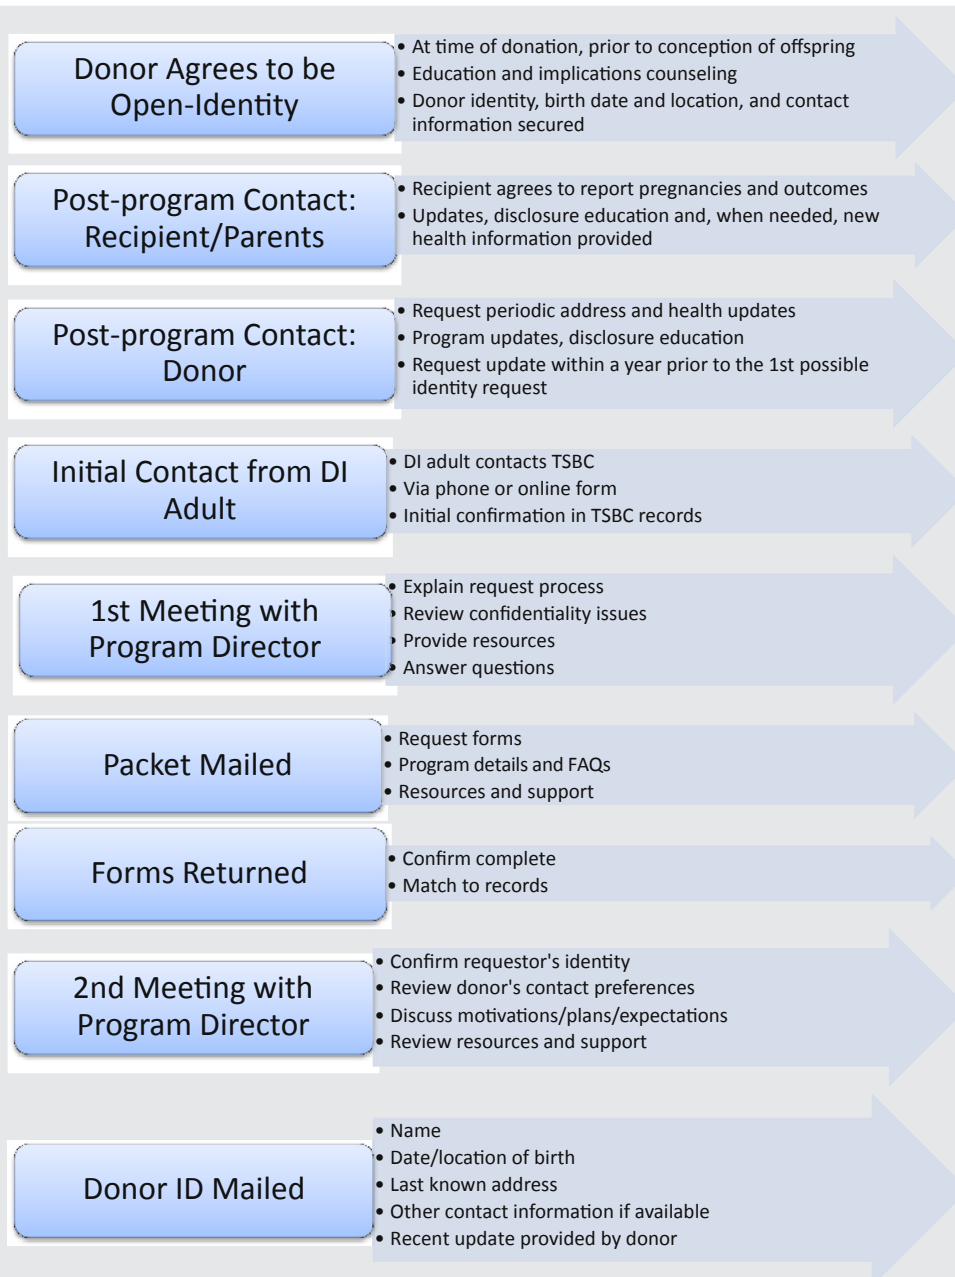 Donor Agrees to be
Open-Identity
• At time of donation, prior to conception of offspring
• Education and implications counseling
• Donor identity, birth date and location, and contact
information secured
Post-program Contact:
Recipient/Parents
• Recipient agrees to report pregnancies and outcomes
• Updates, disclosure education and, when needed, new
health information provided
Post-program Contact:
Donor
• Request periodic address and health updates
• Program updates, disclosure education
• Request update within a year prior to the 1st possible
identity request
Initial Contact from DI
Adult
• DI adult contacts TSBC
• Via phone or online form
• Initial confirmation in TSBC records
1st Meeting with
Program Director
• Explain request process
• Review confidentiality issues
• Provide resources
• Answer questions
Packet Mailed
• Request forms
• Program details and FAQs
• Resources and support
Forms Returned
• Confirm complete
• Match to records
2nd Meeting with
Program Director
• Confirm requestor's identity
• Review donor's contact preferences
• Discuss motivations/plans/expectations
• Review resources and support
Donor ID Mailed
• Name
• Date/location of birth
• Last known address
• Other contact information if available
• Recent update provided by donor